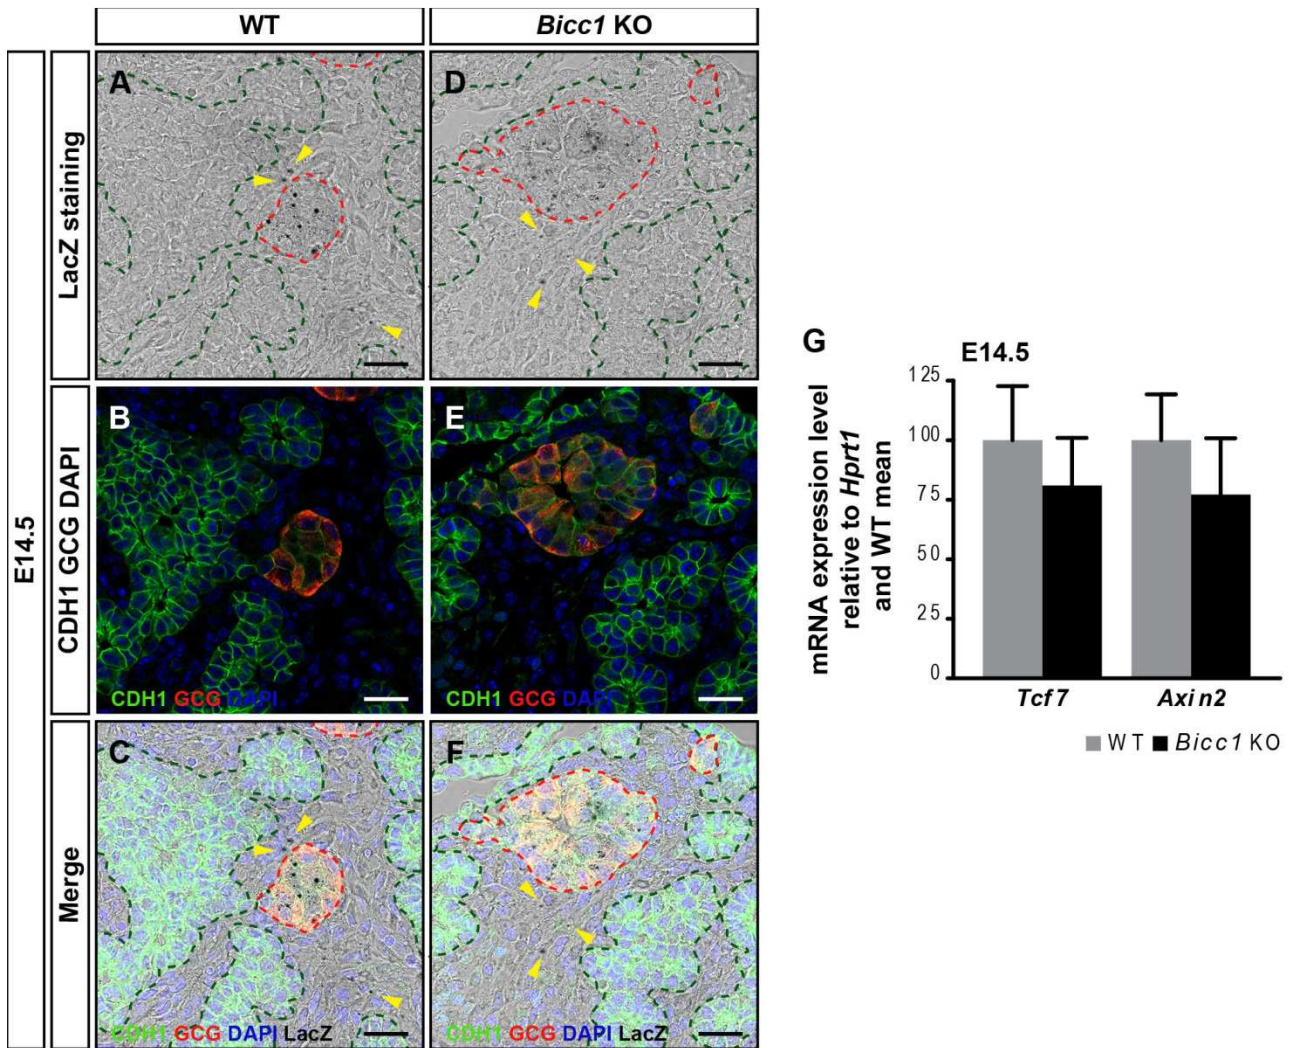 WT
Bicc1 KO
E14.5
LacZ staining
A
D
CDH1 GCG DAPI
B
CDH1 GCG DAPI
E
CDH1 GCG DAPI
Merge
C
CDH1 GCG DAPI LacZ
F
CDH1 GCG DAPI LacZ
G
E14.5
mRNA expression level
relative to Hprt1
and WT mean
125
100
75
50
25
0
Tcf7
Axin2
WT Bicc1 KO